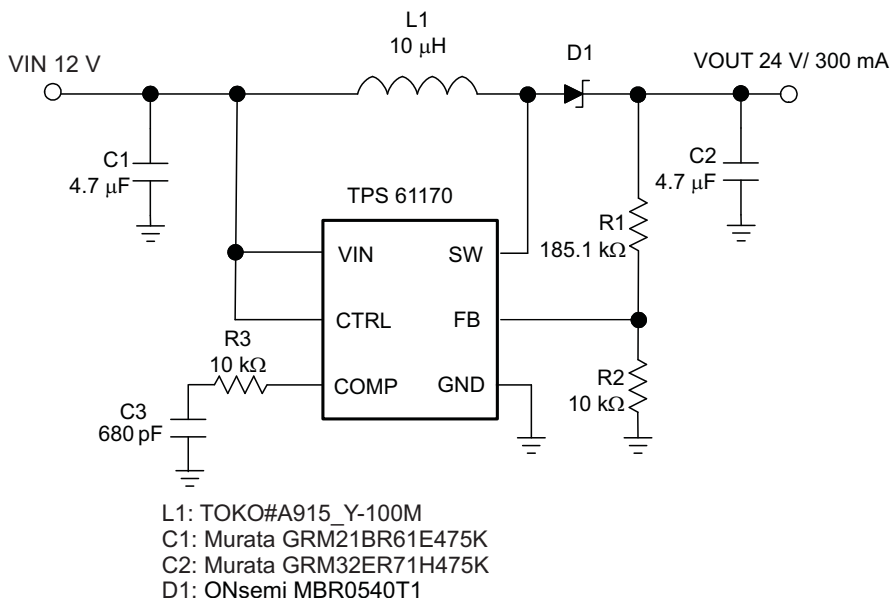 L1
10 μH
D1
VIN 12 V
VOUT 24 V/ 300 mA
C1
4.7 μF
C2
4.7 μF
TPS 61170
R1
185.1 kΩ
VIN
SW
CTRL
FB
R3
10 kΩ
COMP
GND
R2
10 kΩ
C3
680 pF
L1: TOKO#A915_Y-100M
C1: Murata GRM21BR61E475K
C2: Murata GRM32ER71H475K
D1: ONsemi MBR0540T1